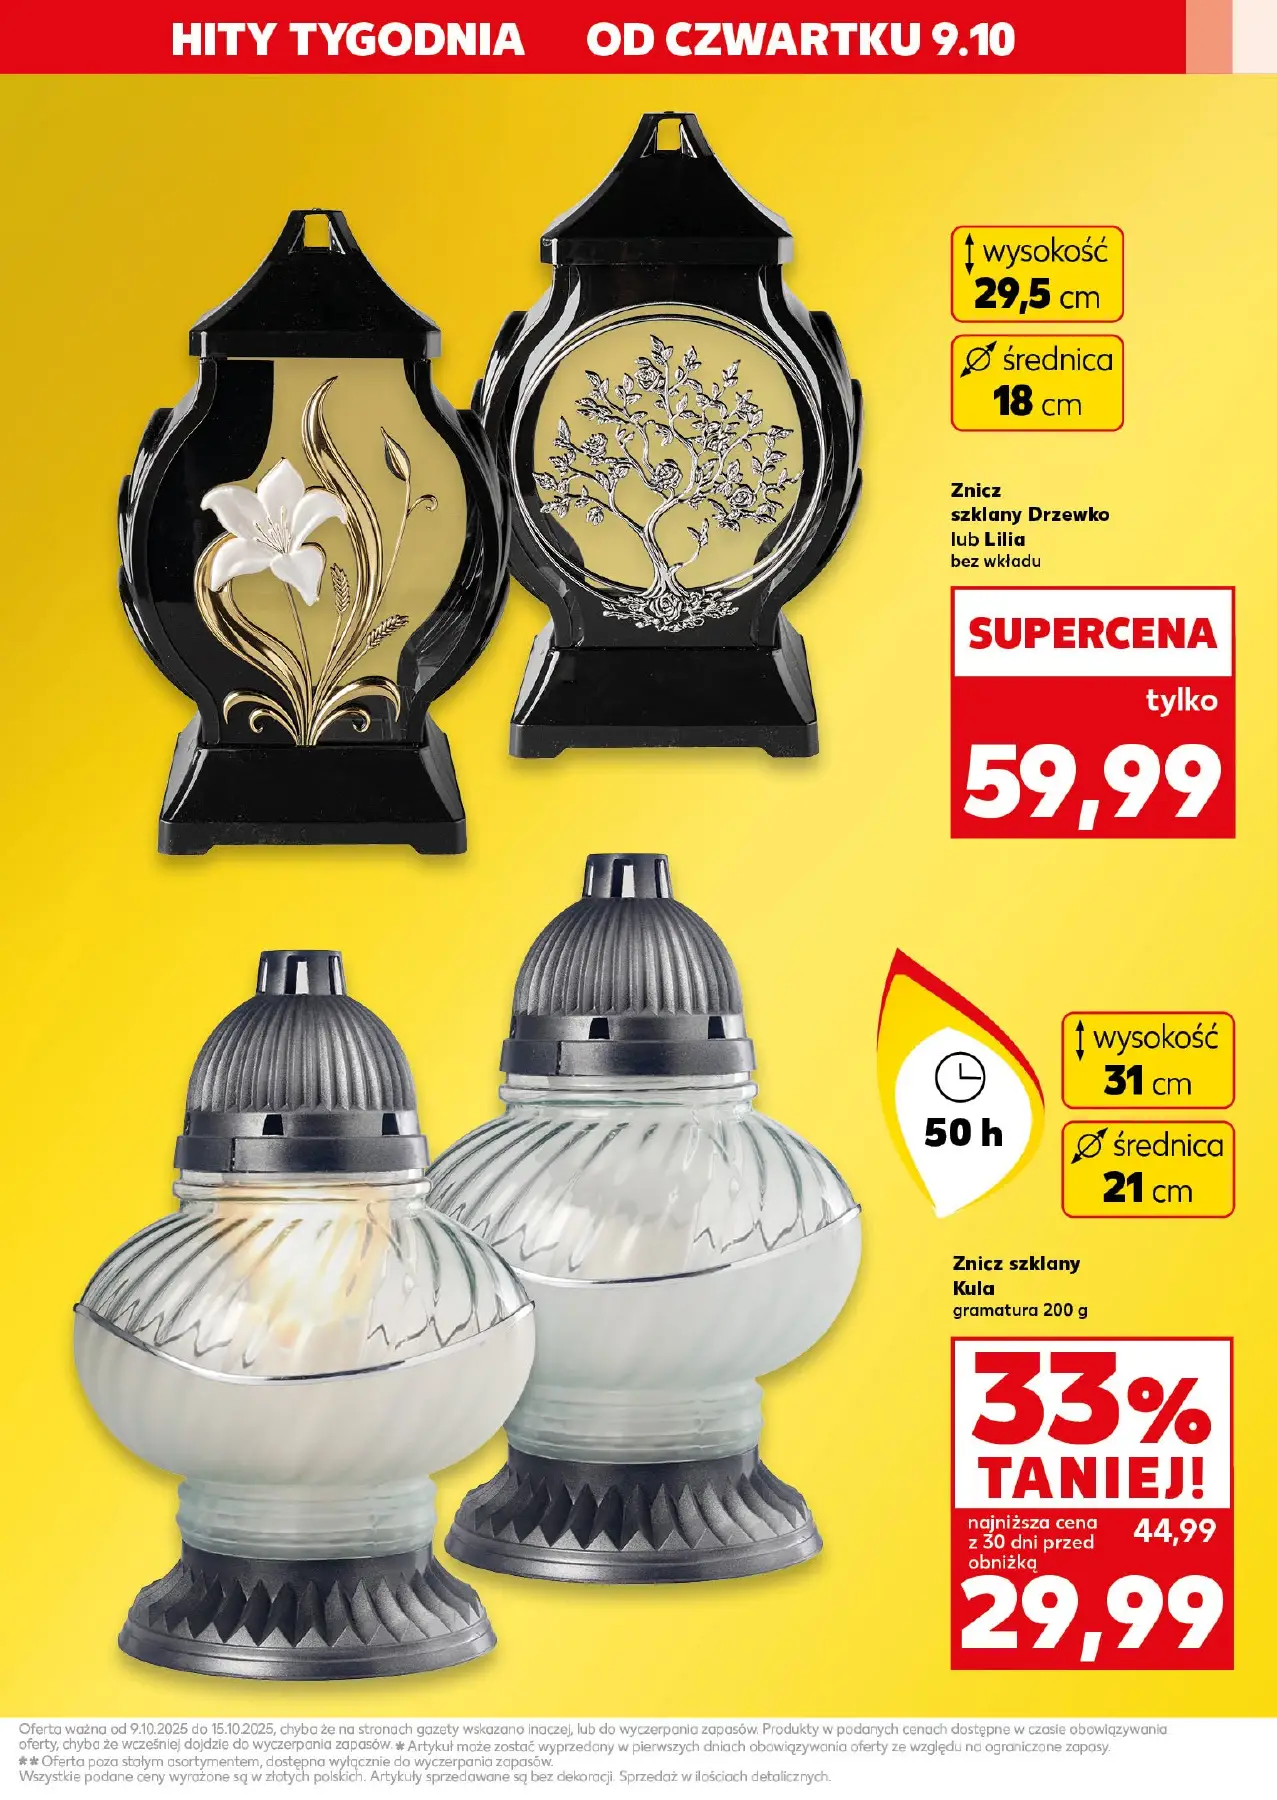 HITY TYGODNIA OD CZWARTKU 9.10
wysokość
29,5 cm
średnica
18 cm
Znicz
szklany Drzewko
lub Lilia
bez wkładu
SUPERCENA
tylko
59,99
50 h
wysokość
31 cm
średnica
21 cm
Znicz szklany
Kula
gramatura 200 g
33%
TANIEJ!
najniższa cena
z 30 dni przed
obniżką
44,99
29,99
Oferta ważna od 9.10.2025 do 15.10.2025, chyba że na stronach gazety wskazano inaczej, lub do wyczerpania zapasów. Produkty w podanych cenach dostępne w czasie obowiązywania
oferty, chyba że wcześniej dojdzie do wyczerpania zapasów. * Artykuł może zostać wyprzedany w pierwszych dniach obowiązywania oferty ze względu na ograniczone zapasy.
** Oferta poza stałym asortymentem, dostępna wyłącznie do wyczerpania zapasów.
Wszystkie podane ceny wyrażone są w złotych polskich. Artykuły sprzedawane są bez dekoracji. Sprzedaż w ilościach detalicznych.